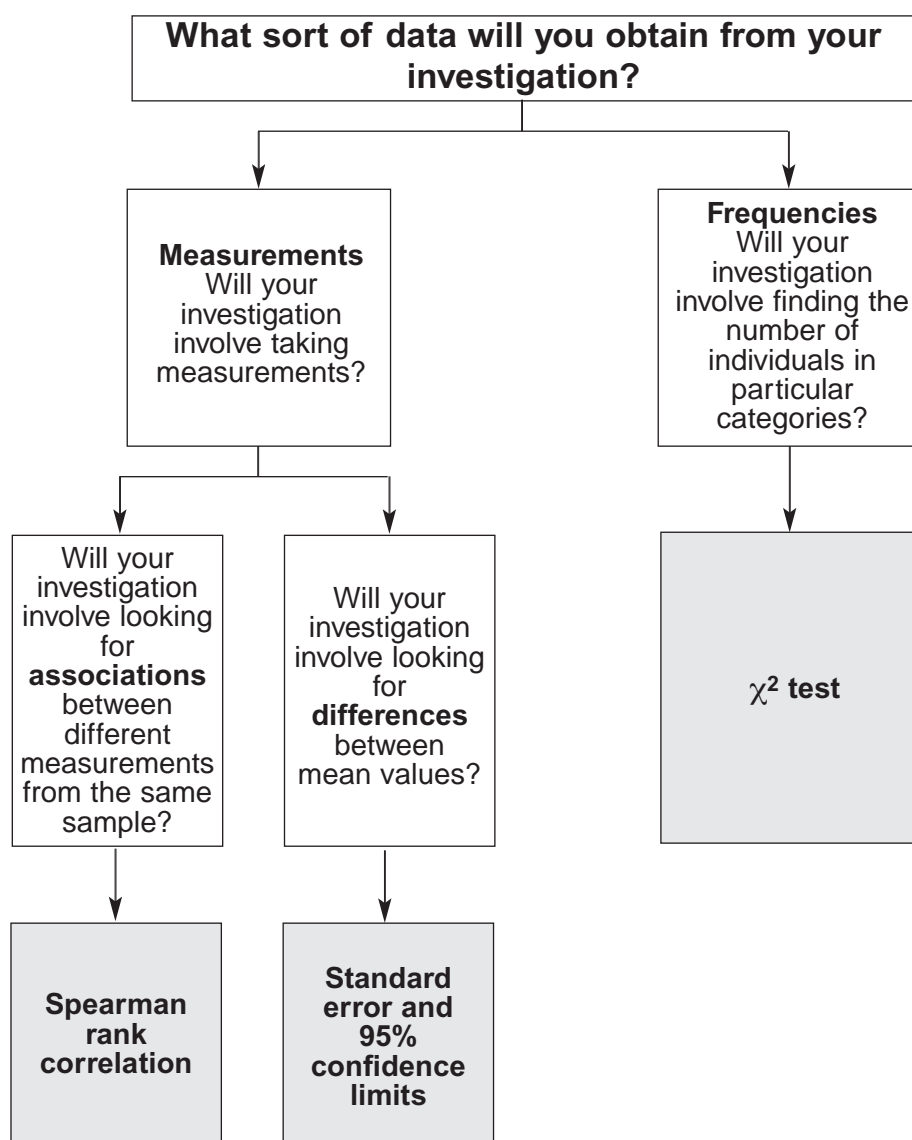 What sort of data will you obtain from your
investigation?
Measurements
Will your
investigation
involve taking
measurements?
Frequencies
Will your
investigation
involve finding the
number of
individuals in
particular
categories?
Will your
investigation
involve looking
for
associations
between
different
measurements
from the same
sample?
Will your
investigation
involve looking
for
differences
between
mean values?
χ² test
Spearman
rank
correlation
Standard
error and
95%
confidence
limits